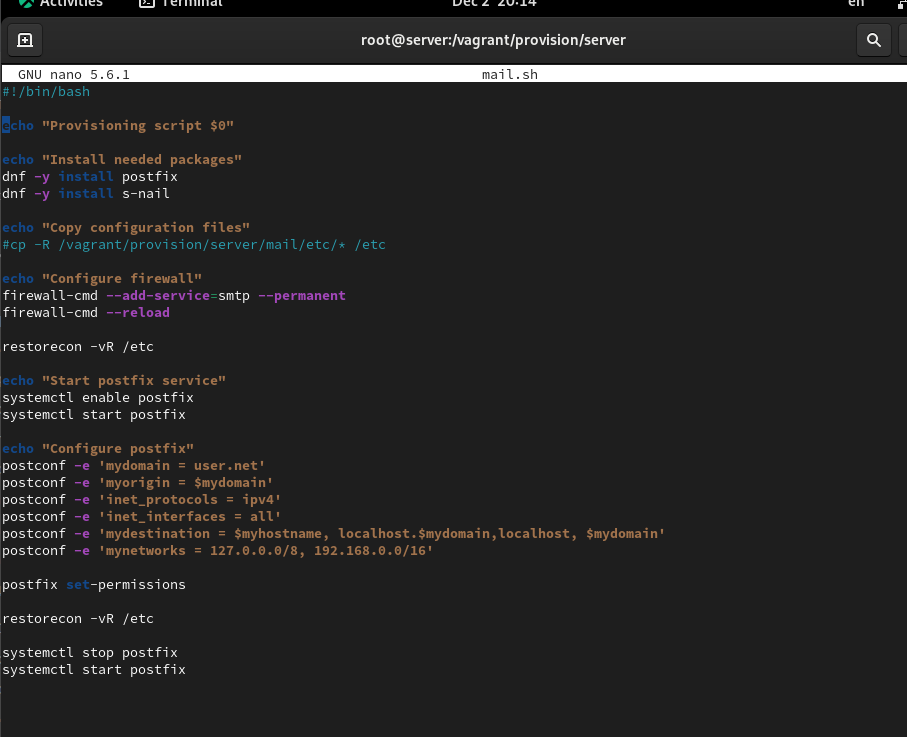 Activities Terminal Dec 2 20:14 en
root@server:/vagrant/provision/server
GNU nano 5.6.1 mail.sh
#!/bin/bash
echo "Provisioning script $0"
echo "Install needed packages"
dnf -y install postfix
dnf -y install s-nail
echo "Copy configuration files"
#cp -R /vagrant/provision/server/mail/etc/* /etc
echo "Configure firewall"
firewall-cmd --add-service=smtp --permanent
firewall-cmd --reload
restorecon -vR /etc
echo "Start postfix service"
systemctl enable postfix
systemctl start postfix
echo "Configure postfix"
postconf -e 'mydomain = user.net'
postconf -e 'myorigin = $mydomain'
postconf -e 'inet_protocols = ipv4'
postconf -e 'inet_interfaces = all'
postconf -e 'mydestination = $myhostname, localhost.$mydomain,localhost, $mydomain'
postconf -e 'mynetworks = 127.0.0.0/8, 192.168.0.0/16'
postfix set-permissions
restorecon -vR /etc
systemctl stop postfix
systemctl start postfix